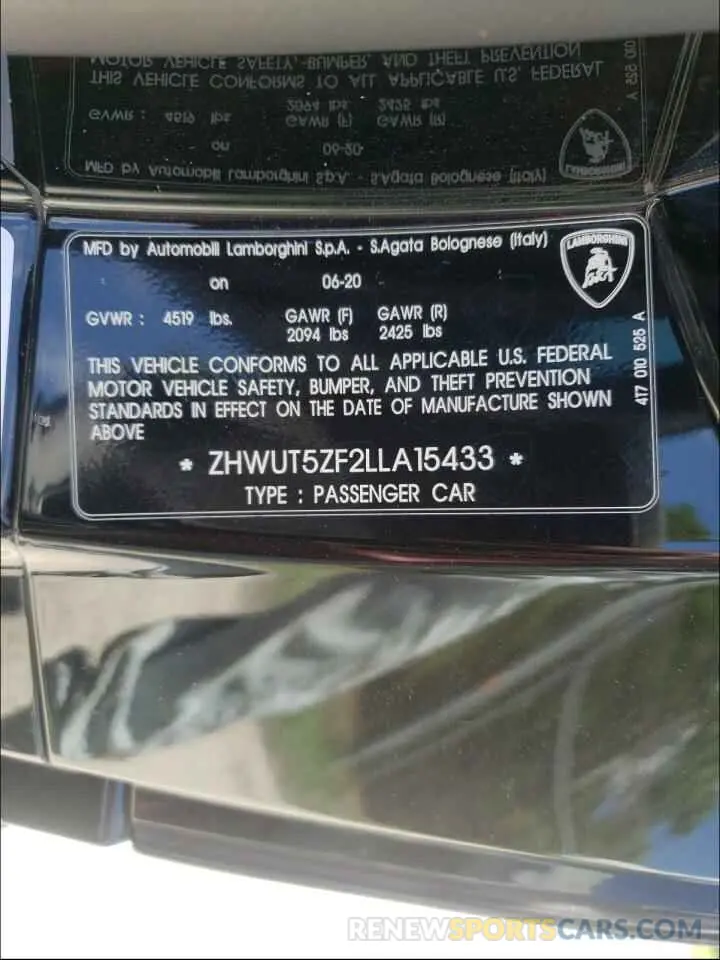 MFD by Automobili Lamborghini S.p.A. - S.Agata Bolognese (Italy)
LAMBORGHINI
on 06-20
GVWR : 4519 lbs. GAWR (F) GAWR (R)
2094 lbs 2425 lbs
THIS VEHICLE CONFORMS TO ALL APPLICABLE U.S. FEDERAL
MOTOR VEHICLE SAFETY, BUMPER, AND THEFT PREVENTION
STANDARDS IN EFFECT ON THE DATE OF MANUFACTURE SHOWN
ABOVE
417 010 525 A
* ZHWUT5ZF2LLA15433 *
TYPE : PASSENGER CAR
RENEWSPORTSCARS.COM